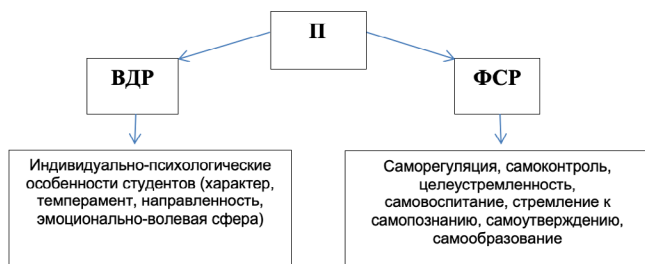 П
ВДР
ФСР
Индивидуально-психологические
особенности студентов (характер,
темперамент, направленность,
эмоционально-волевая сфера)
Саморегуляция, самоконтроль,
целеустремленность,
самовоспитание, стремление к
самопознанию, самоутверждению,
самообразование